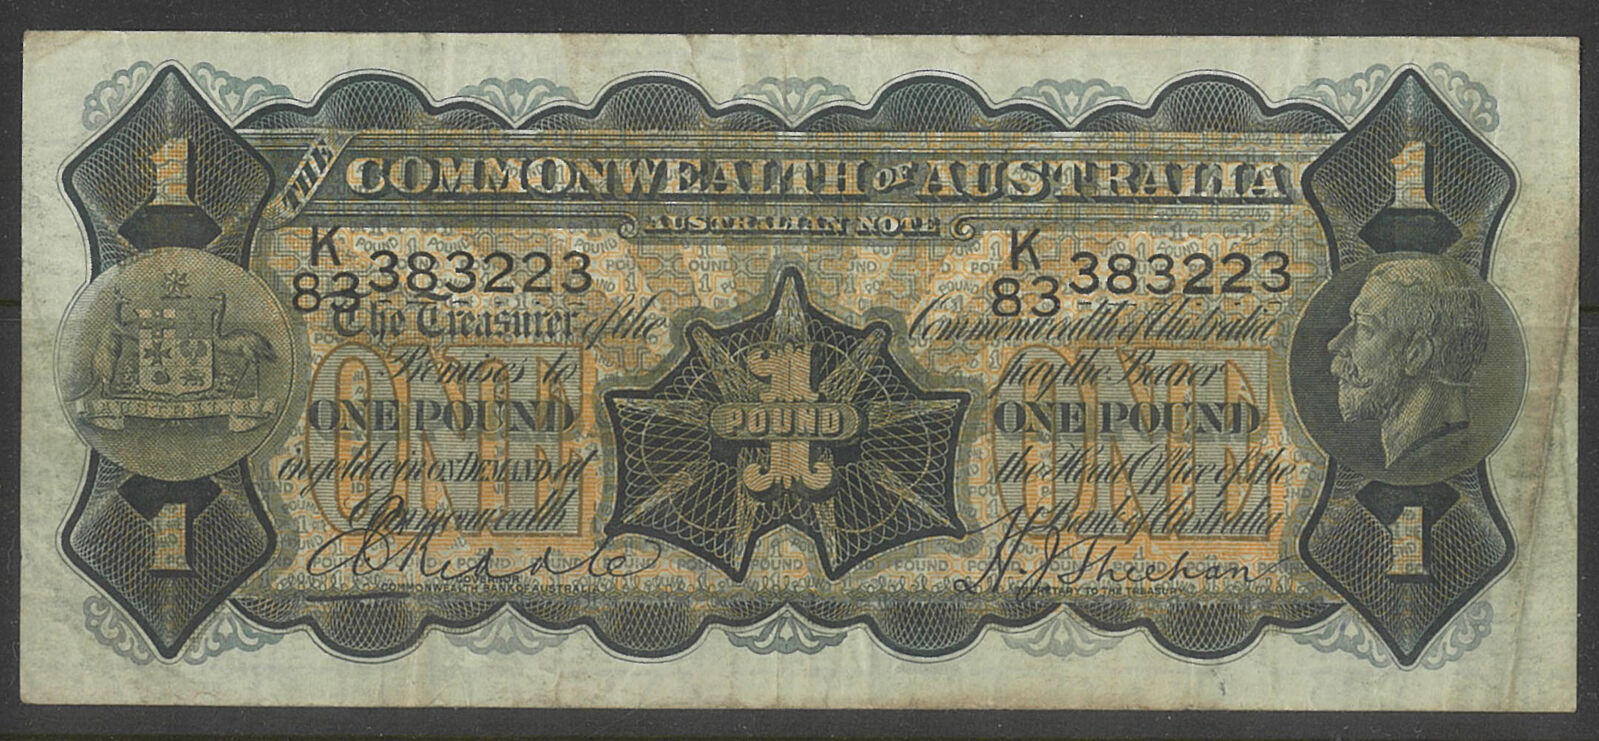 THE COMMONWEALTH OF AUSTRALIA
AUSTRALIAN NOTE
1
1
K
83 383223
K
83 383223
The Treasurer of the
Commonwealth of Australia
Promises to
pay the Bearer
ONE
ONE
ONE POUND
ONE POUND
1
POUND
in gold coin ON DEMAND at
the Head Office of the
Commonwealth
Bank of Australia
C Riddle
H. J. Sheehan
GOVERNOR
COMMONWEALTH BANK OF AUSTRALIA
SECRETARY TO THE TREASURY
1
1